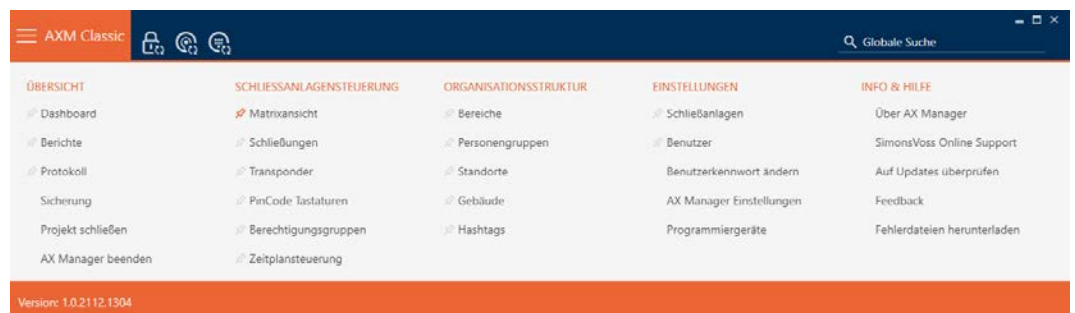 AXM Classic
Globale Suche
ÜBERSICHT
Dashboard
Berichte
Protokoll
Sicherung
Projekt schließen
AX Manager beenden
SCHLIESSANLAGENSTEUERUNG
Matrixansicht
Schließungen
Transponder
PinCode Tastaturen
Berechtigungsgruppen
Zeitplansteuerung
ORGANISATIONSSTRUKTUR
Bereiche
Personengruppen
Standorte
Gebäude
Hashtags
EINSTELLUNGEN
Schließanlagen
Benutzer
Benutzerkennwort ändern
AX Manager Einstellungen
Programmiergeräte
INFO & HILFE
Über AX Manager
SimonsVoss Online Support
Auf Updates überprüfen
Feedback
Fehlerdateien herunterladen
Version: 1.0.2112.1304